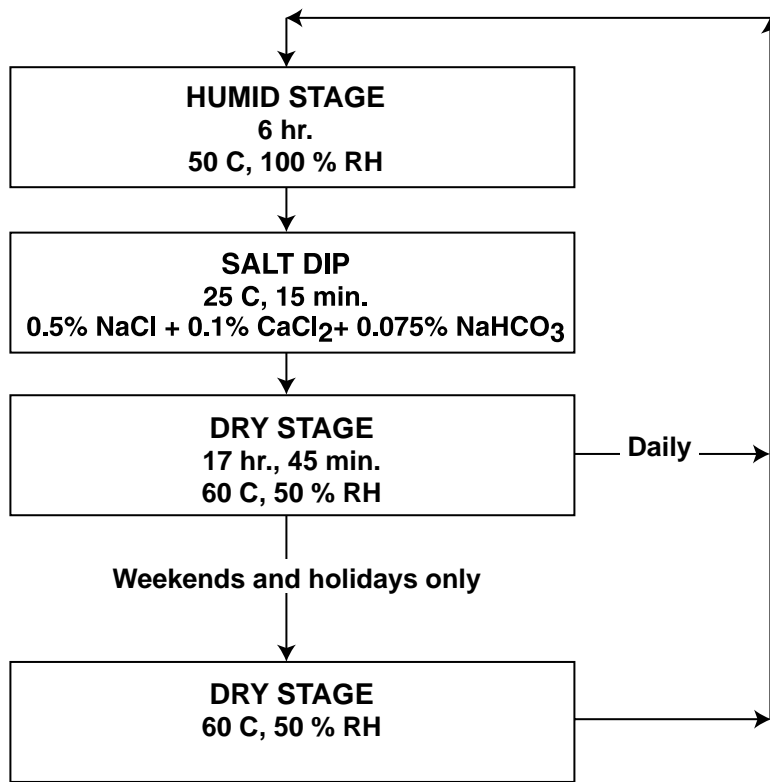 HUMID STAGE
6 hr.
50 C, 100 % RH
SALT DIP
25 C, 15 min.
0.5% NaCl + 0.1% CaCl₂+ 0.075% NaHCO₃
DRY STAGE
17 hr., 45 min.
60 C, 50 % RH
Daily
Weekends and holidays only
DRY STAGE
60 C, 50 % RH